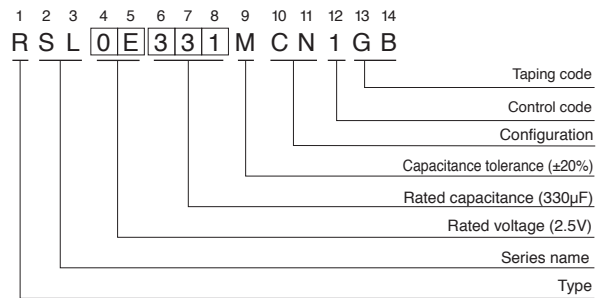 1 2 3 4 5 6 7 8 9 10 11 12 13 14
R S L 0 E 3 3 1 M C N 1 G B
Taping code
Control code
Configuration
Capacitance tolerance (±20%)
Rated capacitance (330µF)
Rated voltage (2.5V)
Series name
Type